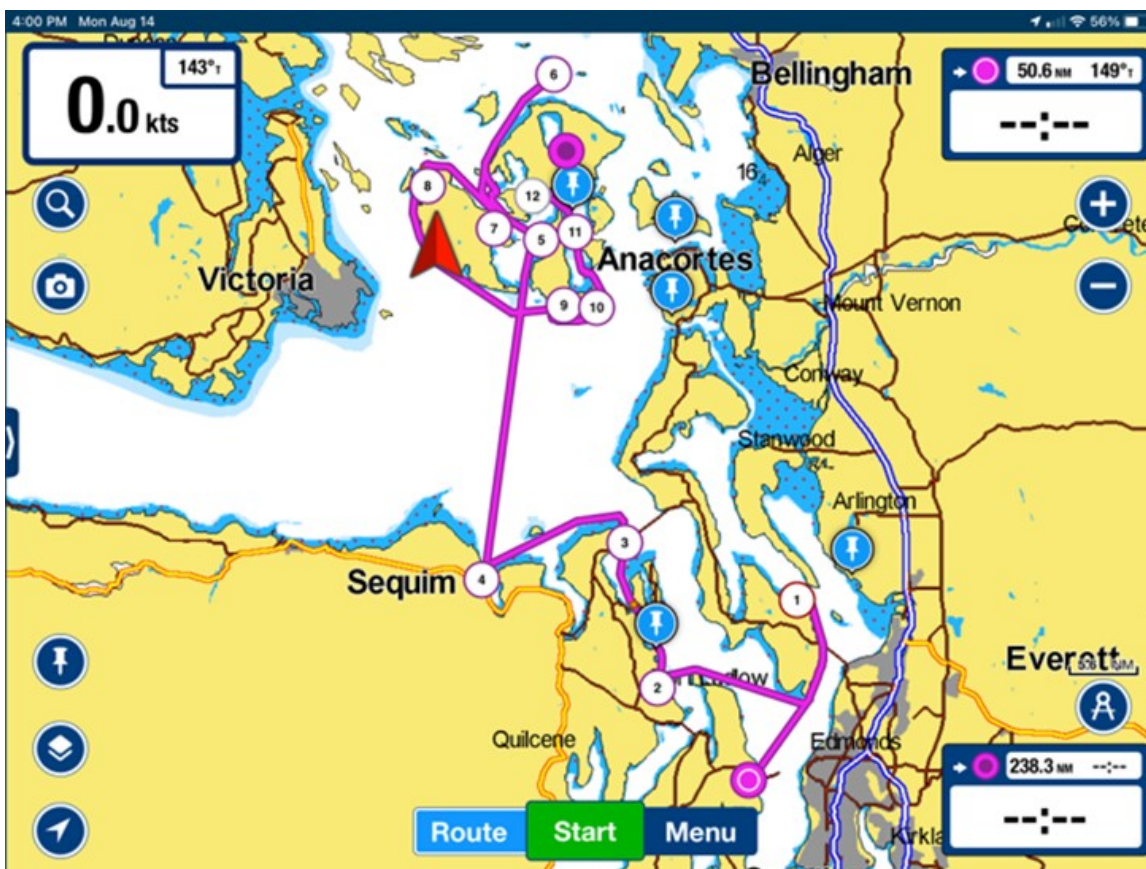 4:00 PM Mon Aug 14
56%
143°T
0.0 kts
50.6 NM 149°T
--:--
Bellingham
Alger
6
8
12
7
5
11
Anacortes
Victoria
9
10
Mount Vernon
Conway
Stanwood
Arlington
3
Sequim
4
1
Everett
2
Quilcene
Edmonds
238.3 NM --:--
--:--
Route
Start
Menu